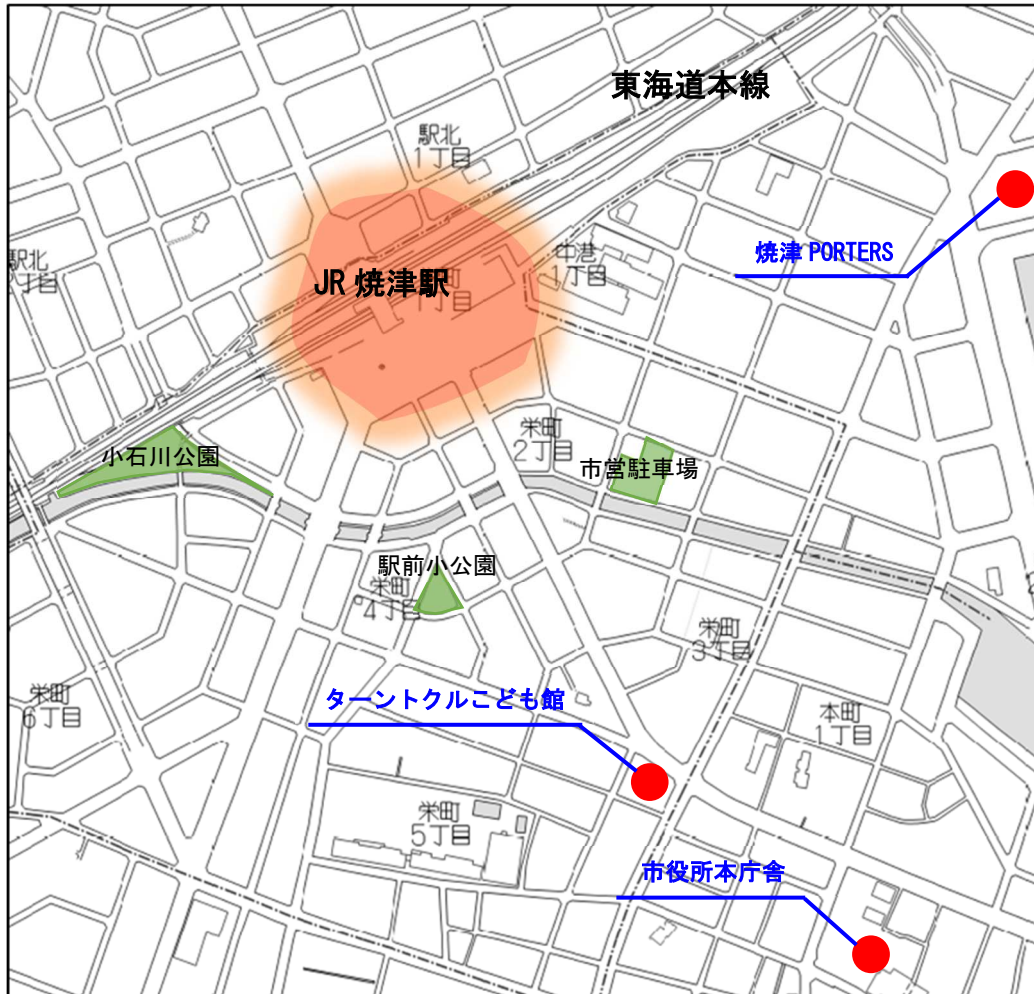 東海道本線
駅北
1丁目
焼津 PORTERS
中港
1丁目
駅北
丁目
JR 焼津駅
丁目
栄町
2丁目
小石川公園
市営駐車場
駅前小公園
栄町
4丁目
栄町
3丁目
栄町
6丁目
ターントクルこども館
本町
1丁目
栄町
5丁目
市役所本庁舎